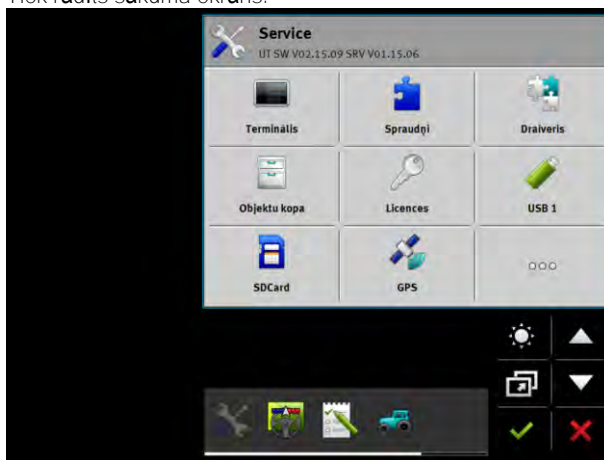 Tiek rādīts sākuma ekrāns:
Service
UT SW V02.15.09 SRV V01.15.06
Terminālis
Spraudņi
Draiveris
Objektu kopa
Licences
USB 1
SDCard
GPS